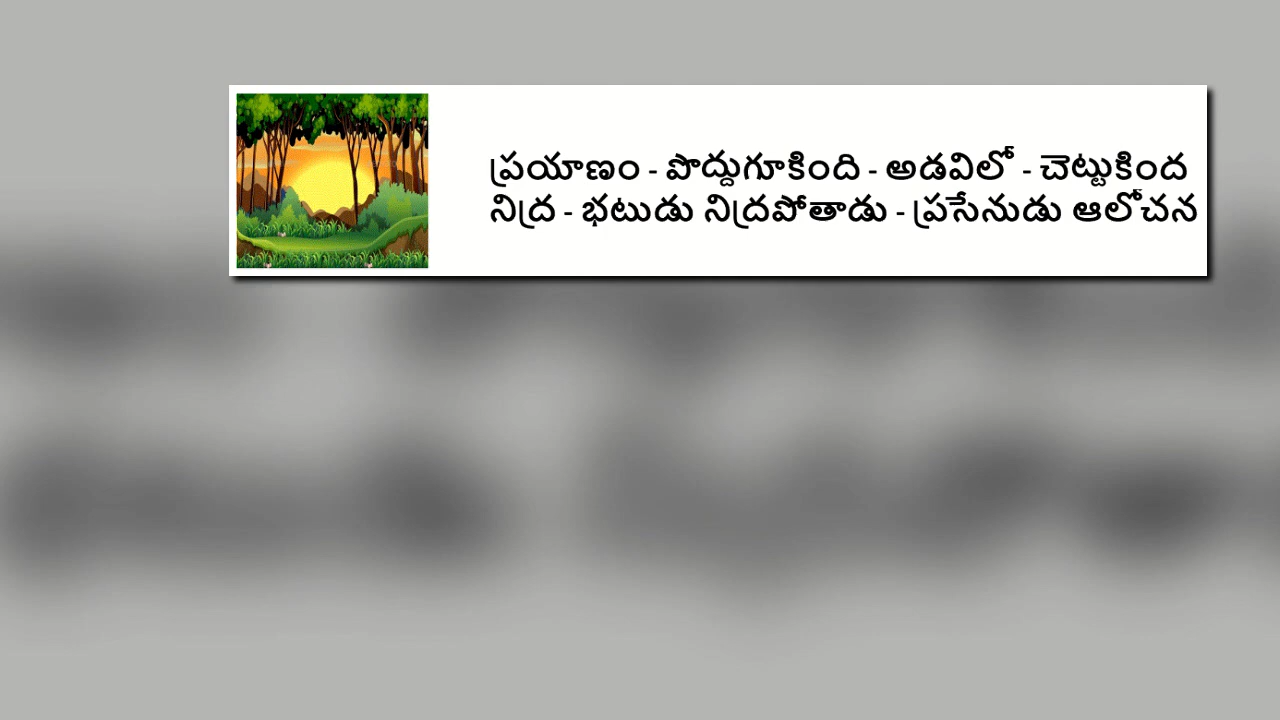 ప్రయాణం - పొద్దుగూకింది - అడవిలో - చెట్టుకింద
నిద్ర - భటుడు నిద్రపోతాడు - ప్రసేనుడు ఆలోచన